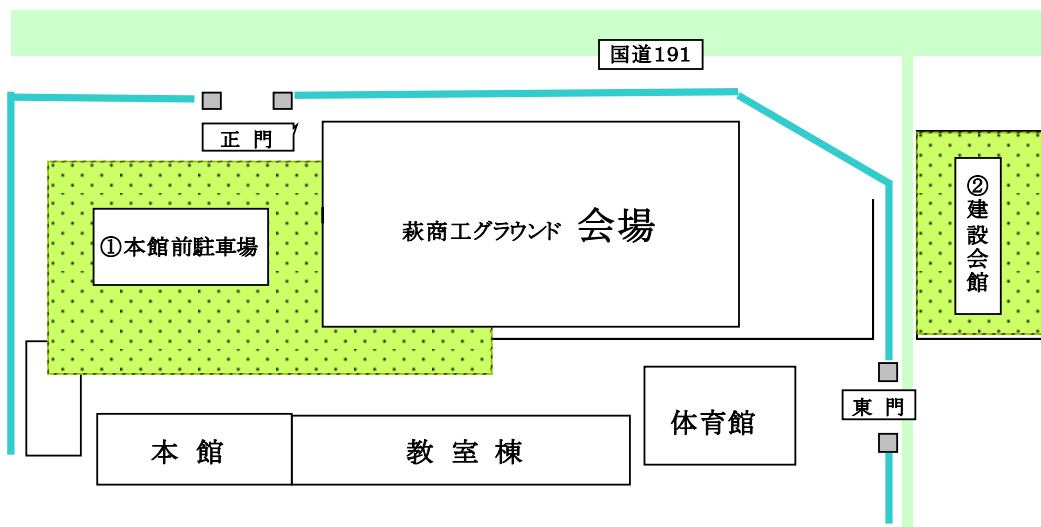 国道191
正門
①本館前駐車場
萩商工グラウンド 会場
②建設会館
東門
体育館
本館
教室棟